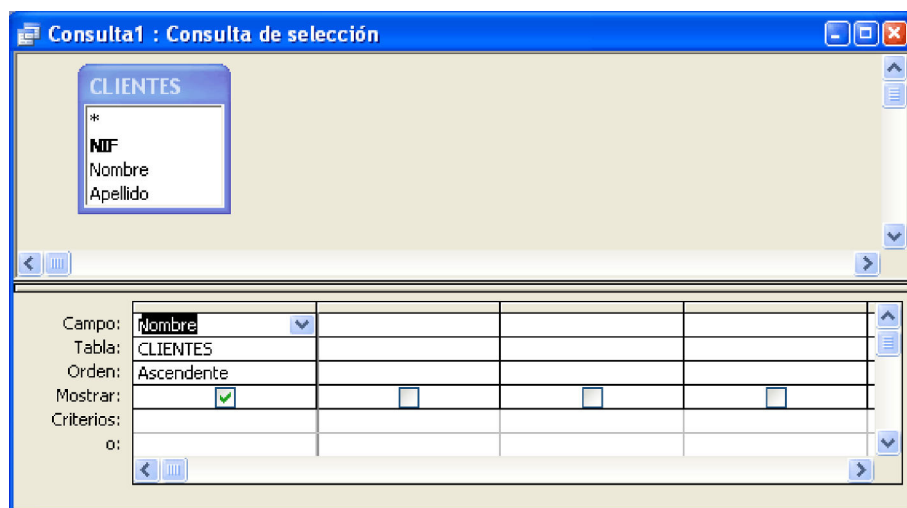 Consulta1 : Consulta de selección
CLIENTES
*
NIF
Nombre
Apellido
Campo: Nombre
Tabla: CLIENTES
Orden: Ascendente
Mostrar:
Criterios:
o: